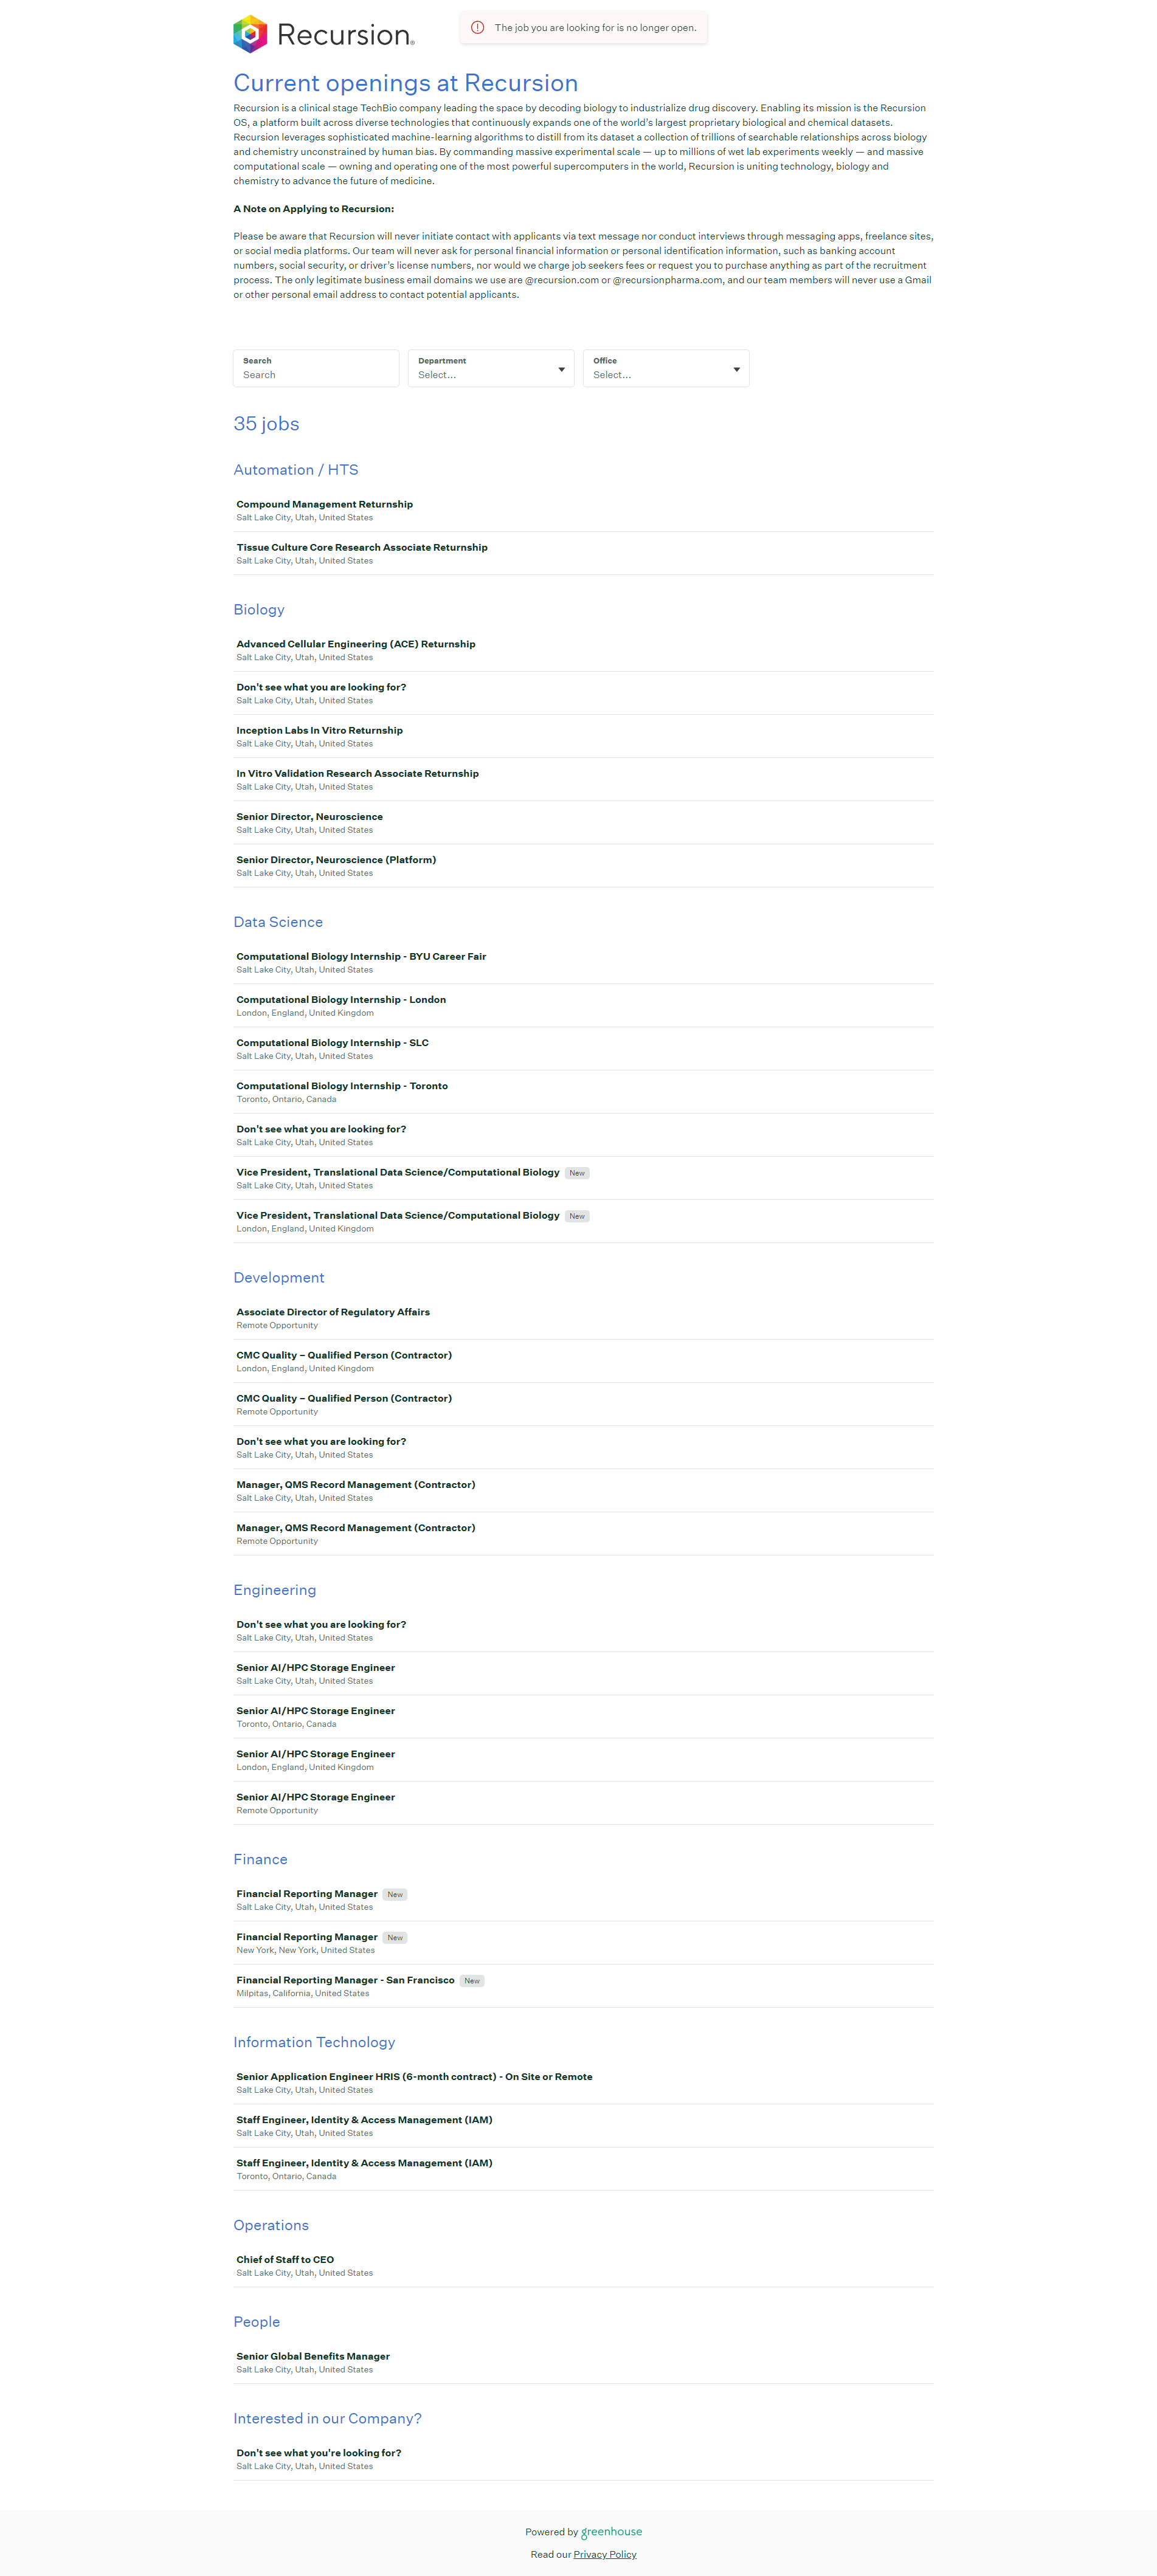 Recursion®
The job you are looking for is no longer open.
Current openings at Recursion
Recursion is a clinical stage TechBio company leading the space by decoding biology to industrialize drug discovery. Enabling its mission is the Recursion
OS, a platform built across diverse technologies that continuously expands one of the world's largest proprietary biological and chemical datasets.
Recursion leverages sophisticated machine-learning algorithms to distill from its dataset a collection of trillions of searchable relationships across biology
and chemistry unconstrained by human bias. By commanding massive experimental scale — up to millions of wet lab experiments weekly — and massive
computational scale — owning and operating one of the most powerful supercomputers in the world, Recursion is uniting technology, biology and
chemistry to advance the future of medicine.
A Note on Applying to Recursion:
Please be aware that Recursion will never initiate contact with applicants via text message nor conduct interviews through messaging apps, freelance sites,
or social media platforms. Our team will never ask for personal financial information or personal identification information, such as banking account
numbers, social security, or driver's license numbers, nor would we charge job seekers fees or request you to purchase anything as part of the recruitment
process. The only legitimate business email domains we use are @recursion.com or @recursionpharma.com, and our team members will never use a Gmail
or other personal email address to contact potential applicants.
Search
Search
Department
Select...
Office
Select...
35 jobs
Automation / HTS
Compound Management Returnship
Salt Lake City, Utah, United States
Tissue Culture Core Research Associate Returnship
Salt Lake City, Utah, United States
Biology
Advanced Cellular Engineering (ACE) Returnship
Salt Lake City, Utah, United States
Don't see what you are looking for?
Salt Lake City, Utah, United States
Inception Labs In Vitro Returnship
Salt Lake City, Utah, United States
In Vitro Validation Research Associate Returnship
Salt Lake City, Utah, United States
Senior Director, Neuroscience
Salt Lake City, Utah, United States
Senior Director, Neuroscience (Platform)
Salt Lake City, Utah, United States
Data Science
Computational Biology Internship - BYU Career Fair
Salt Lake City, Utah, United States
Computational Biology Internship - London
London, England, United Kingdom
Computational Biology Internship - SLC
Salt Lake City, Utah, United States
Computational Biology Internship - Toronto
Toronto, Ontario, Canada
Don't see what you are looking for?
Salt Lake City, Utah, United States
Vice President, Translational Data Science/Computational Biology New
Salt Lake City, Utah, United States
Vice President, Translational Data Science/Computational Biology New
London, England, United Kingdom
Development
Associate Director of Regulatory Affairs
Remote Opportunity
CMC Quality – Qualified Person (Contractor)
London, England, United Kingdom
CMC Quality – Qualified Person (Contractor)
Remote Opportunity
Don't see what you are looking for?
Salt Lake City, Utah, United States
Manager, QMS Record Management (Contractor)
Salt Lake City, Utah, United States
Manager, QMS Record Management (Contractor)
Remote Opportunity
Engineering
Don't see what you are looking for?
Salt Lake City, Utah, United States
Senior AI/HPC Storage Engineer
Salt Lake City, Utah, United States
Senior AI/HPC Storage Engineer
Toronto, Ontario, Canada
Senior AI/HPC Storage Engineer
London, England, United Kingdom
Senior AI/HPC Storage Engineer
Remote Opportunity
Finance
Financial Reporting Manager New
Salt Lake City, Utah, United States
Financial Reporting Manager New
New York, New York, United States
Financial Reporting Manager - San Francisco New
Milpitas, California, United States
Information Technology
Senior Application Engineer HRIS (6-month contract) - On Site or Remote
Salt Lake City, Utah, United States
Staff Engineer, Identity & Access Management (IAM)
Salt Lake City, Utah, United States
Staff Engineer, Identity & Access Management (IAM)
Toronto, Ontario, Canada
Operations
Chief of Staff to CEO
Salt Lake City, Utah, United States
People
Senior Global Benefits Manager
Salt Lake City, Utah, United States
Interested in our Company?
Don't see what you're looking for?
Salt Lake City, Utah, United States
Powered by greenhouse
Read our Privacy Policy